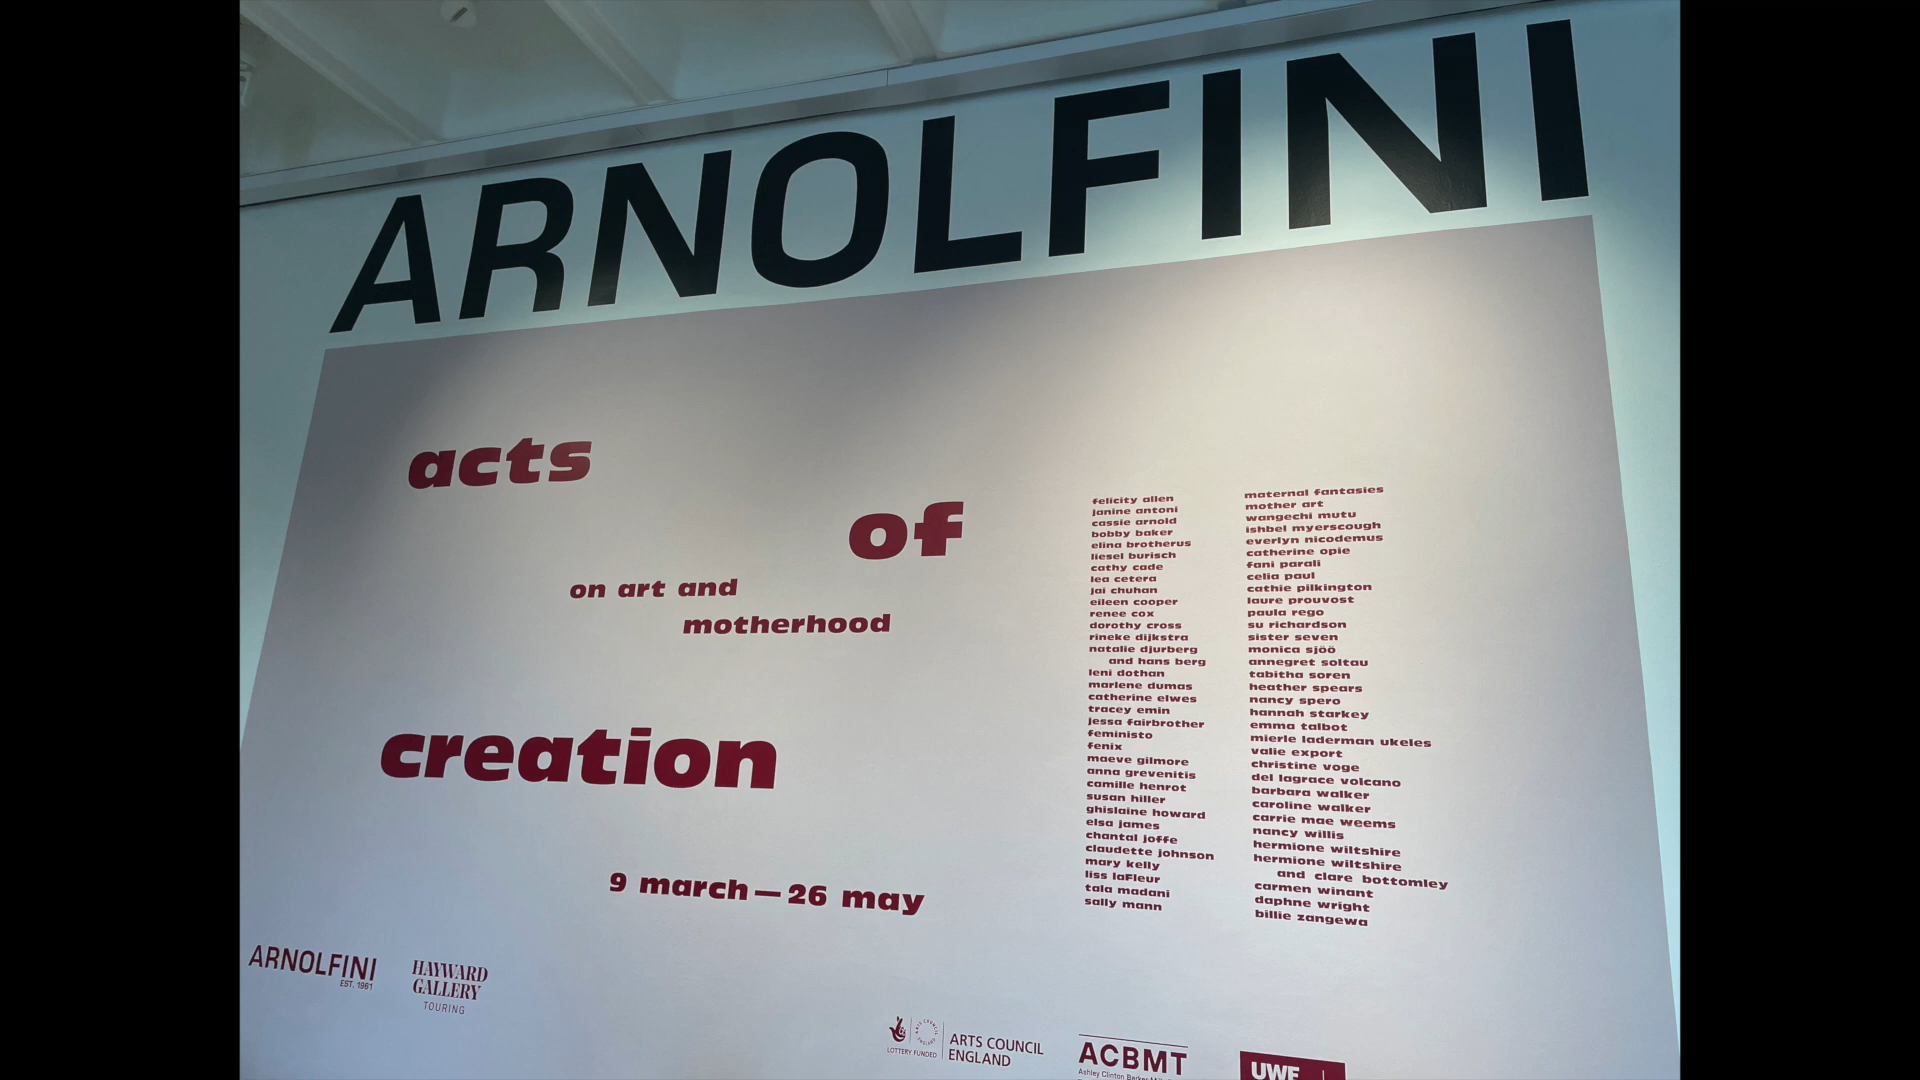 ARNOLFINI
acts
of
on art and
motherhood
creation
9 march — 26 may
felicity allen
janine antoni
cassie arnold
bobby baker
elina brotherus
liesel burisch
cathy cade
lea cetera
jai chuhan
eileen cooper
renee cox
dorothy cross
rineke dijkstra
natalie djurberg
and hans berg
leni dothan
marlene dumas
catherine elwes
tracey emin
jessa fairbrother
feministo
fenix
maeve gilmore
anna grevenitis
camille henrot
susan hiller
ghislaine howard
elsa james
chantal joffe
claudette johnson
mary kelly
liss laFleur
tala madani
sally mann
maternal fantasies
mother art
wangechi mutu
ishbel myerscough
everlyn nicodemus
catherine opie
fani parali
celia paul
cathie pilkington
laure prouvost
paula rego
su richardson
sister seven
monica sjöö
annegret soltau
tabitha soren
heather spears
nancy spero
hannah starkey
emma talbot
mierle laderman ukeles
valie export
christine voge
del lagrace volcano
barbara walker
caroline walker
carrie mae weems
nancy willis
hermione wiltshire
hermione wiltshire
and clare bottomley
carmen winant
daphne wright
billie zangewa
ARNOLFINI
EST. 1961
HAYWARD
GALLERY
TOURING
LOTTERY FUNDED
ARTS COUNCIL
ENGLAND
ACBMT
Ashley Clinton Barker
UWE